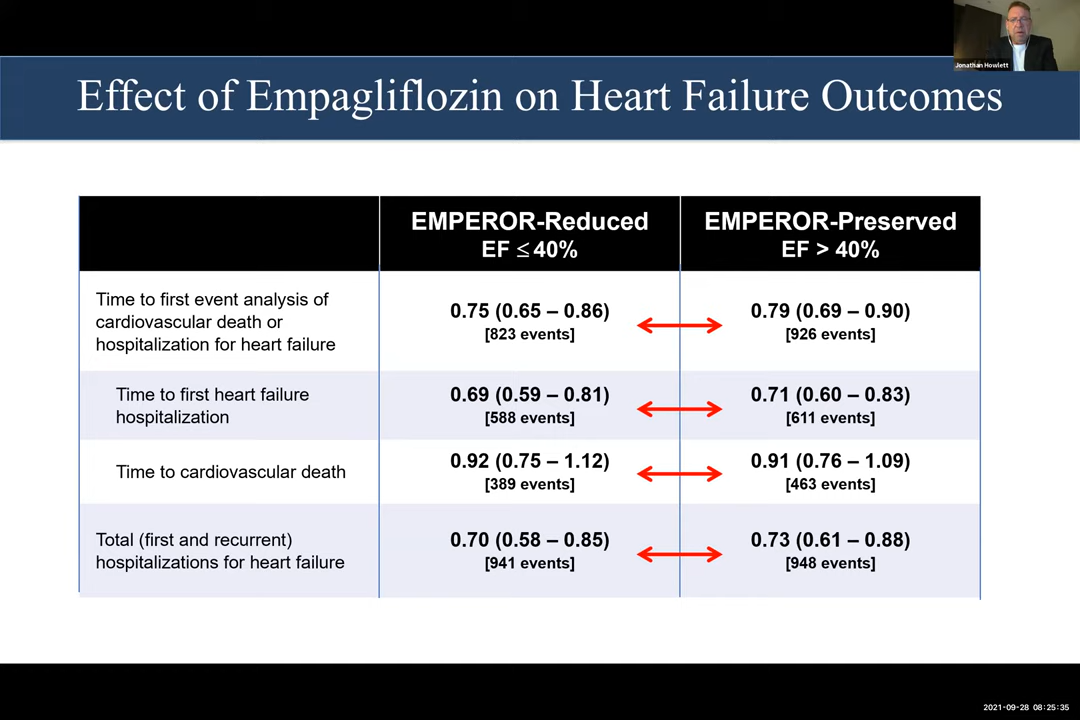 Jonathan Howlett
Effect of Empagliflozin on Heart Failure Outcomes
EMPEROR-Reduced
EF ≤ 40%
EMPEROR-Preserved
EF > 40%
Time to first event analysis of
cardiovascular death or
hospitalization for heart failure
0.75 (0.65 – 0.86)
[823 events]
0.79 (0.69 – 0.90)
[926 events]
Time to first heart failure
hospitalization
0.69 (0.59 – 0.81)
[588 events]
0.71 (0.60 – 0.83)
[611 events]
Time to cardiovascular death
0.92 (0.75 – 1.12)
[389 events]
0.91 (0.76 – 1.09)
[463 events]
Total (first and recurrent)
hospitalizations for heart failure
0.70 (0.58 – 0.85)
[941 events]
0.73 (0.61 – 0.88)
[948 events]
2021-09-28 08:25:35